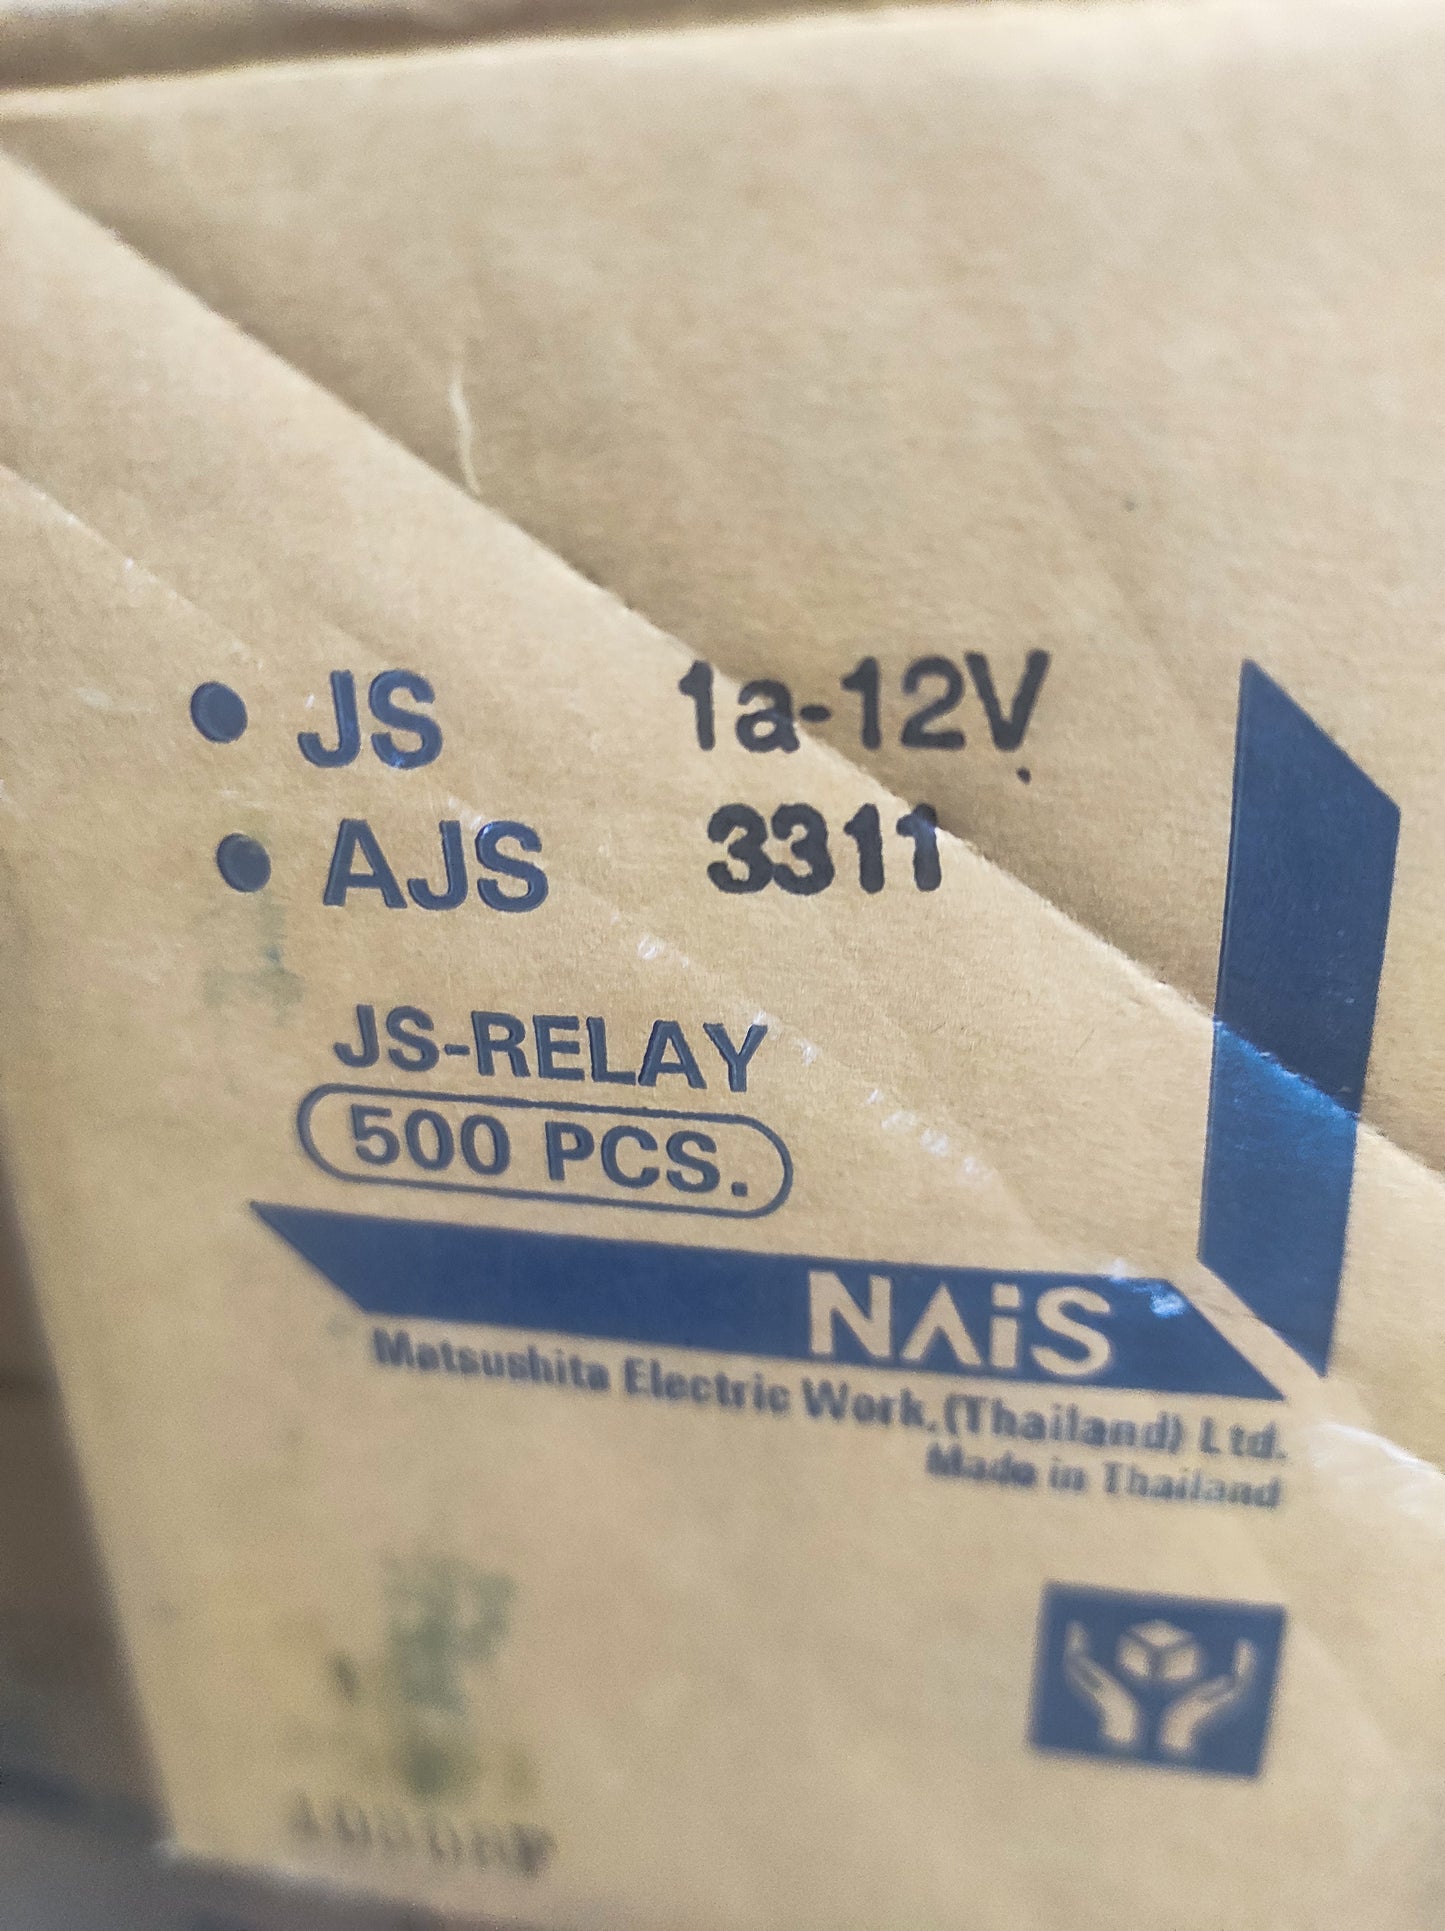 ● JS 1a-12V
● AJS 3311
JS-RELAY
500 PCS.
NAiS
Matsushita Electric Work.(Thailand) Ltd.
Made in Thailand